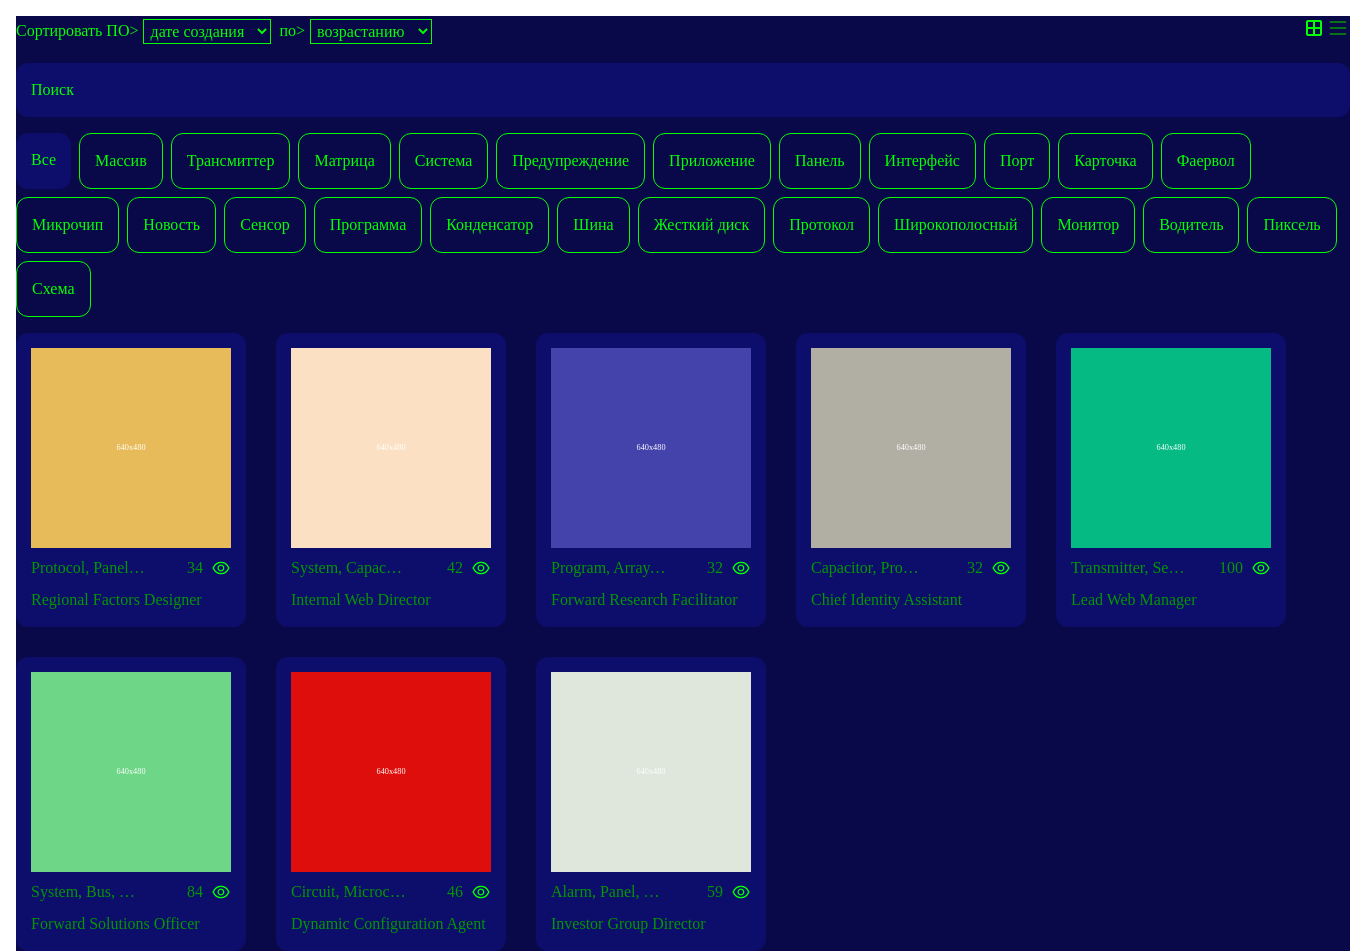 Сортировать ПО> дате создания по> возрастанию
Поиск
Все Массив Трансмиттер Матрица Система Предупреждение Приложение Панель Интерфейс Порт Карточка Фаервол
Микрочип Новость Сенсор Программа Конденсатор Шина Жесткий диск Протокол Широкополосный Монитор Водитель Пиксель
Схема
640x480 640x480 640x480 640x480 640x480
Protocol, Panel… 34 System, Capac… 42 Program, Array… 32 Capacitor, Pro… 32 Transmitter, Se… 100
Regional Factors Designer Internal Web Director Forward Research Facilitator Chief Identity Assistant Lead Web Manager
640x480 640x480 640x480
System, Bus, … 84 Circuit, Microc… 46 Alarm, Panel, … 59
Forward Solutions Officer Dynamic Configuration Agent Investor Group Director